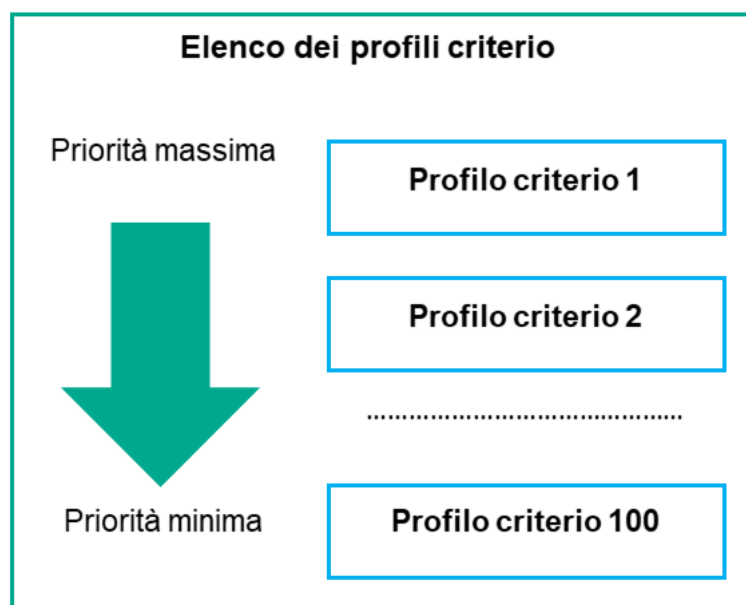 Elenco dei profili criterio
Priorità massima
Profilo criterio 1
Profilo criterio 2
................................................
Priorità minima
Profilo criterio 100